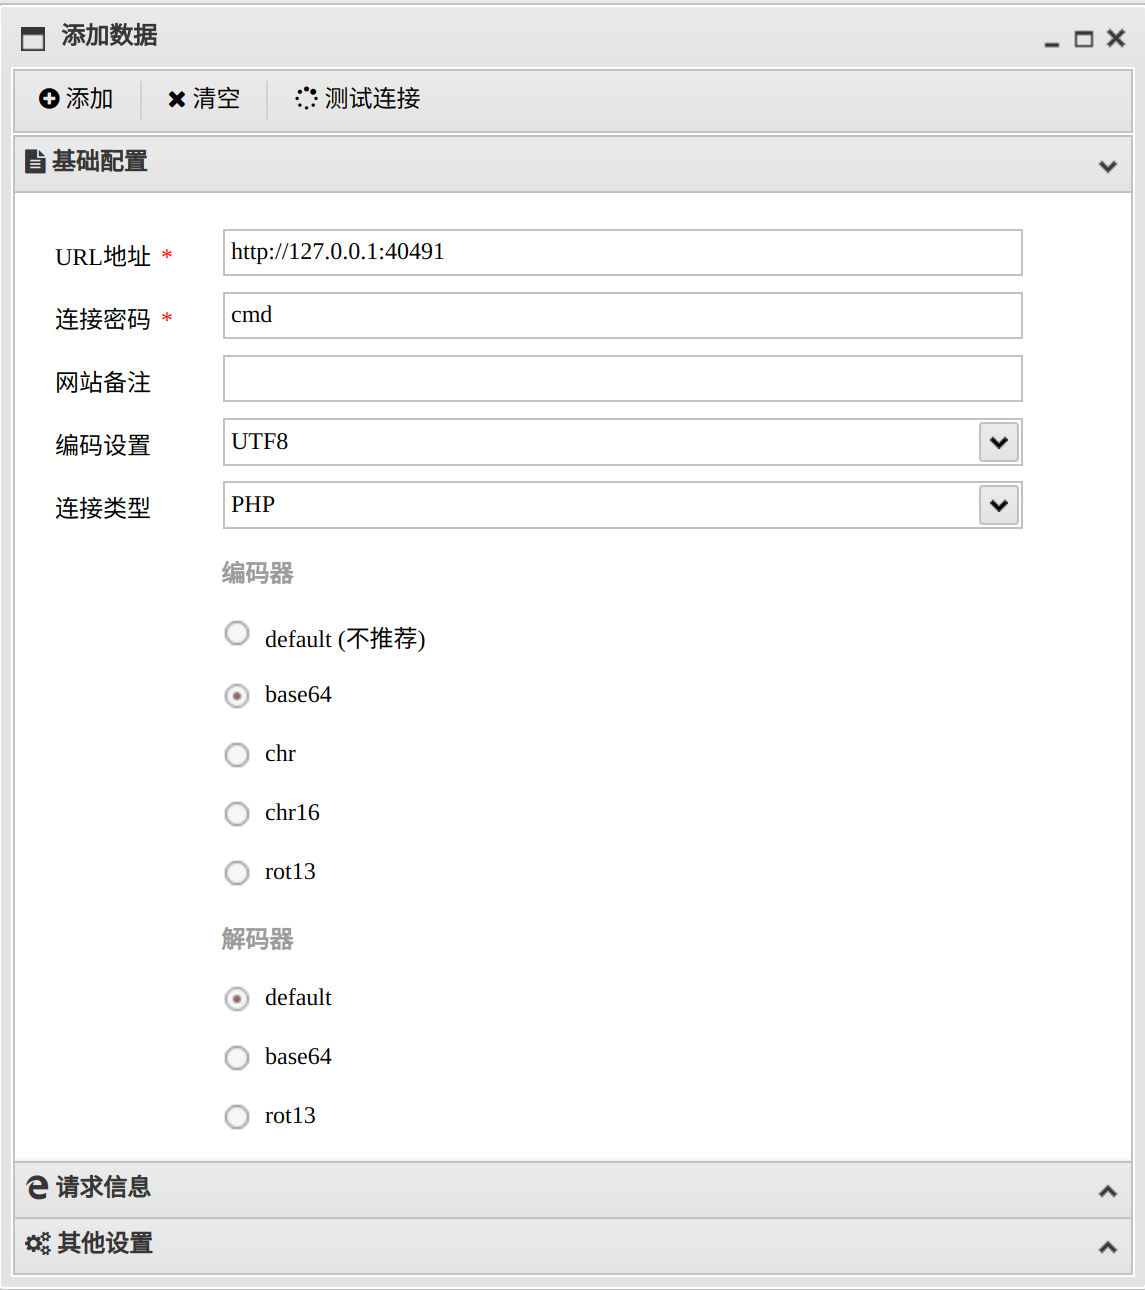 添加数据
添加 清空 测试连接
基础配置
URL地址 * http://127.0.0.1:40491
连接密码 * cmd
网站备注
编码设置 UTF8
连接类型 PHP
编码器
default (不推荐)
base64
chr
chr16
rot13
解码器
default
base64
rot13
请求信息
其他设置